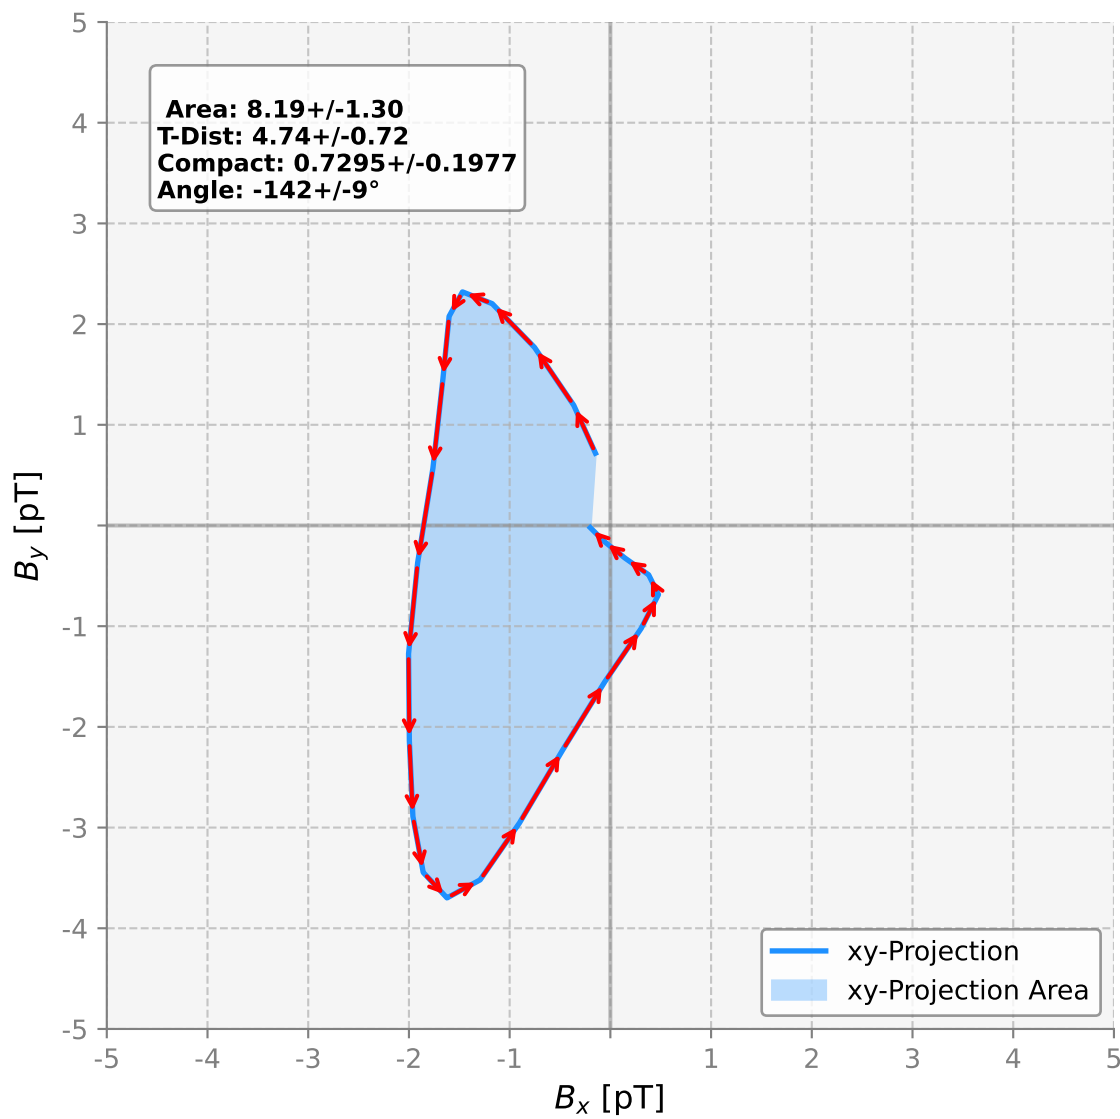 5
4
3
2
1
-1
-2
-3
-4
-5
-5
-4
-3
-2
-1
1
2
3
4
5
B_y [pT]
B_x [pT]
Area: 8.19+/-1.30
T-Dist: 4.74+/-0.72
Compact: 0.7295+/-0.1977
Angle: -142+/-9°
xy-Projection
xy-Projection Area